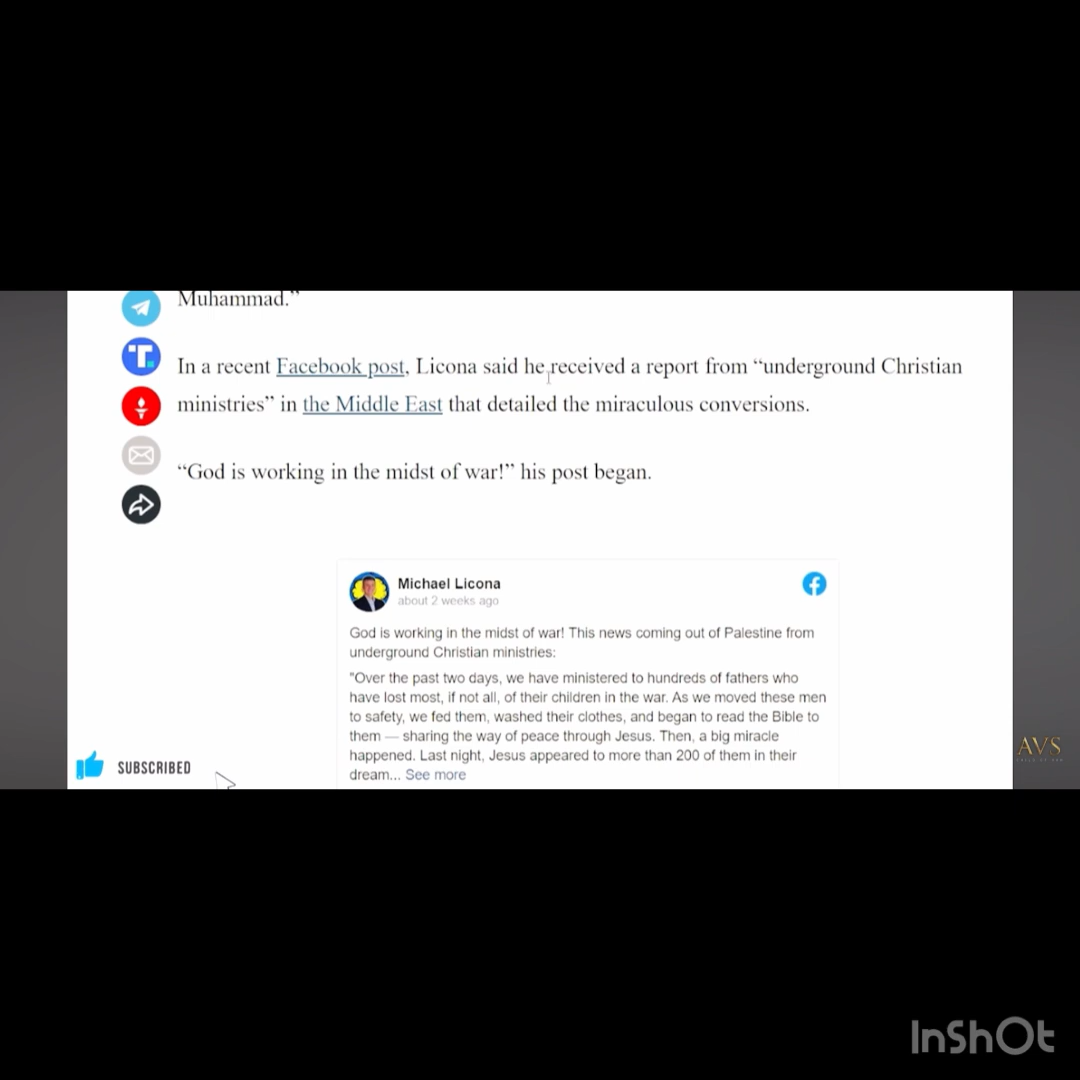 Muhammad."
In a recent Facebook post, Licona said he received a report from “underground Christian
ministries” in the Middle East that detailed the miraculous conversions.
“God is working in the midst of war!” his post began.
Michael Licona
about 2 weeks ago
God is working in the midst of war! This news coming out of Palestine from
underground Christian ministries:
"Over the past two days, we have ministered to hundreds of fathers who
have lost most, if not all, of their children in the war. As we moved these men
to safety, we fed them, washed their clothes, and began to read the Bible to
them — sharing the way of peace through Jesus. Then, a big miracle
happened. Last night, Jesus appeared to more than 200 of them in their
dream... See more
SUBSCRIBED
AVS
InShOt